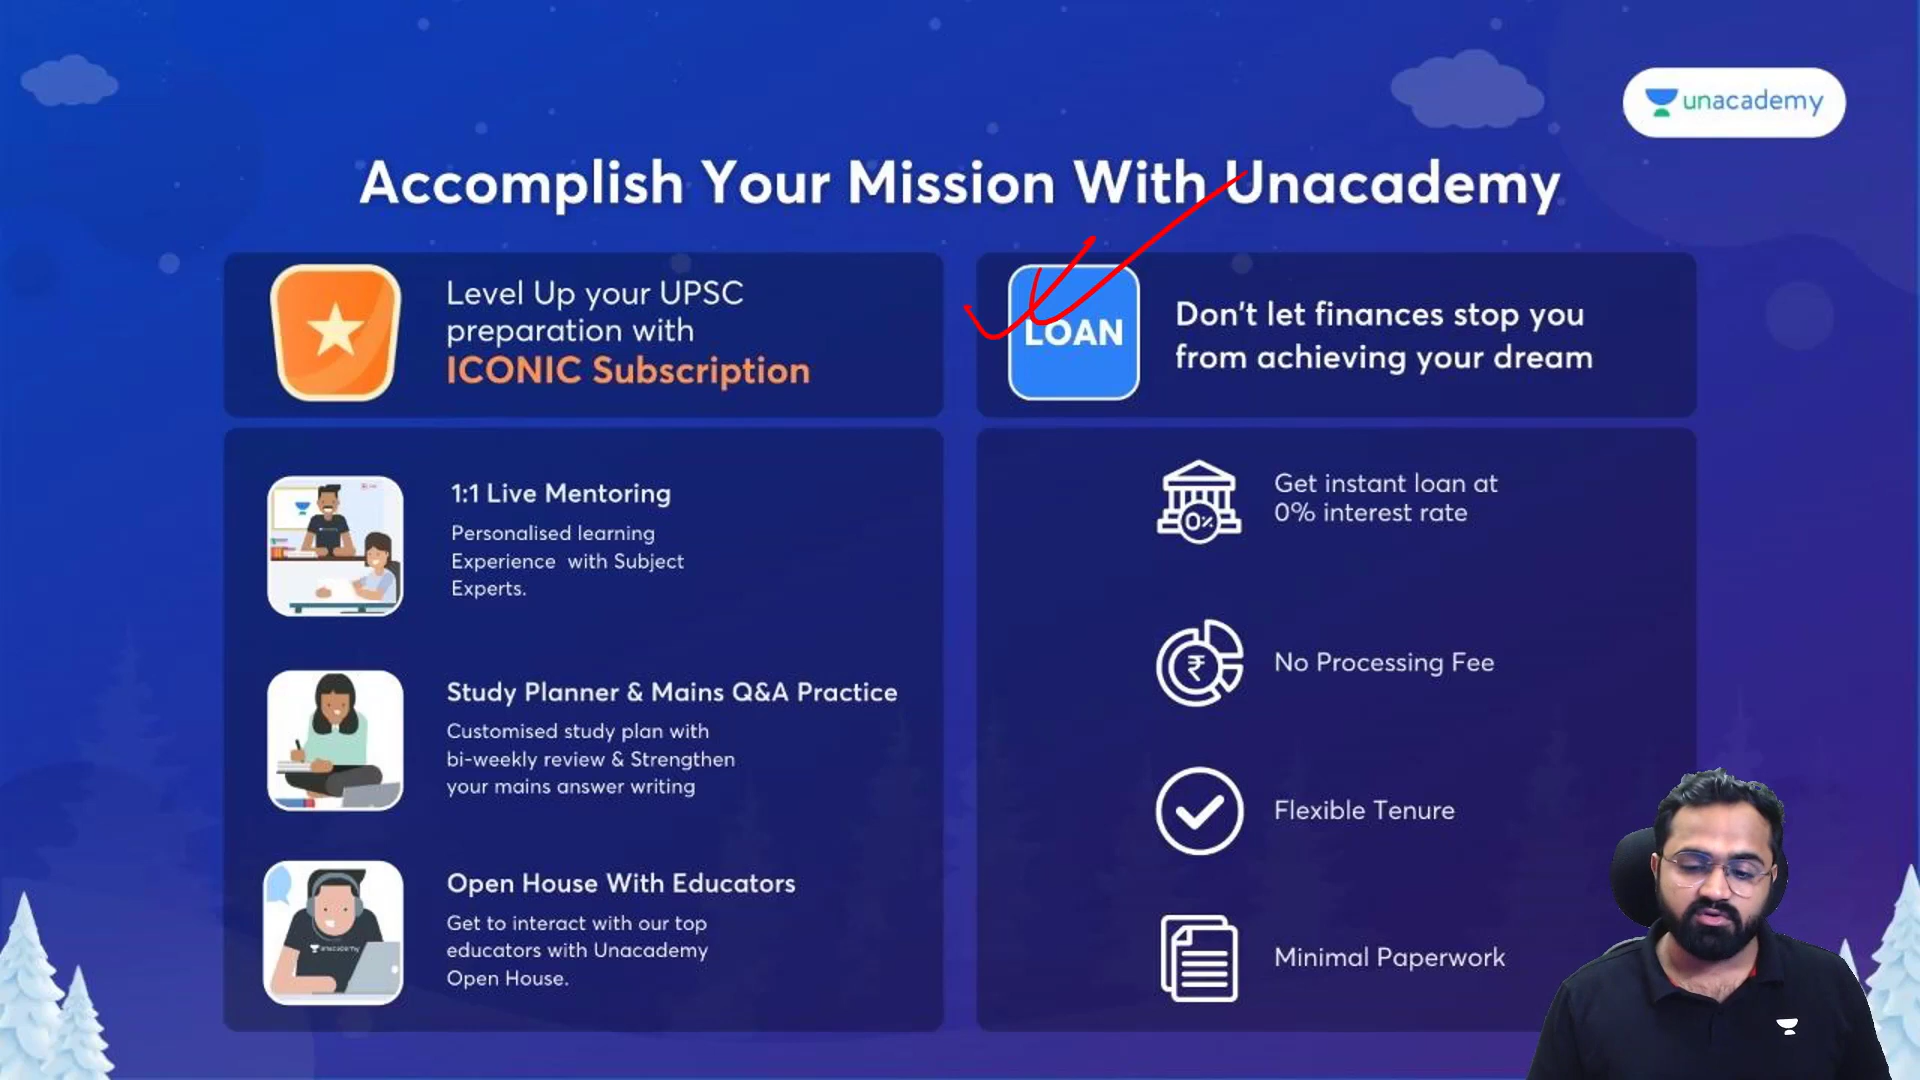 unacademy
Accomplish Your Mission With Unacademy
Level Up your UPSC
preparation with
ICONIC Subscription
1:1 Live Mentoring
Personalised learning
Experience with Subject
Experts.
Study Planner & Mains Q&A Practice
Customised study plan with
bi-weekly review & Strengthen
your mains answer writing
Open House With Educators
unacademy
Get to interact with our top
educators with Unacademy
Open House.
LOAN
Don't let finances stop you
from achieving your dream
0%
Get instant loan at
0% interest rate
₹
No Processing Fee
Flexible Tenure
Minimal Paperwork